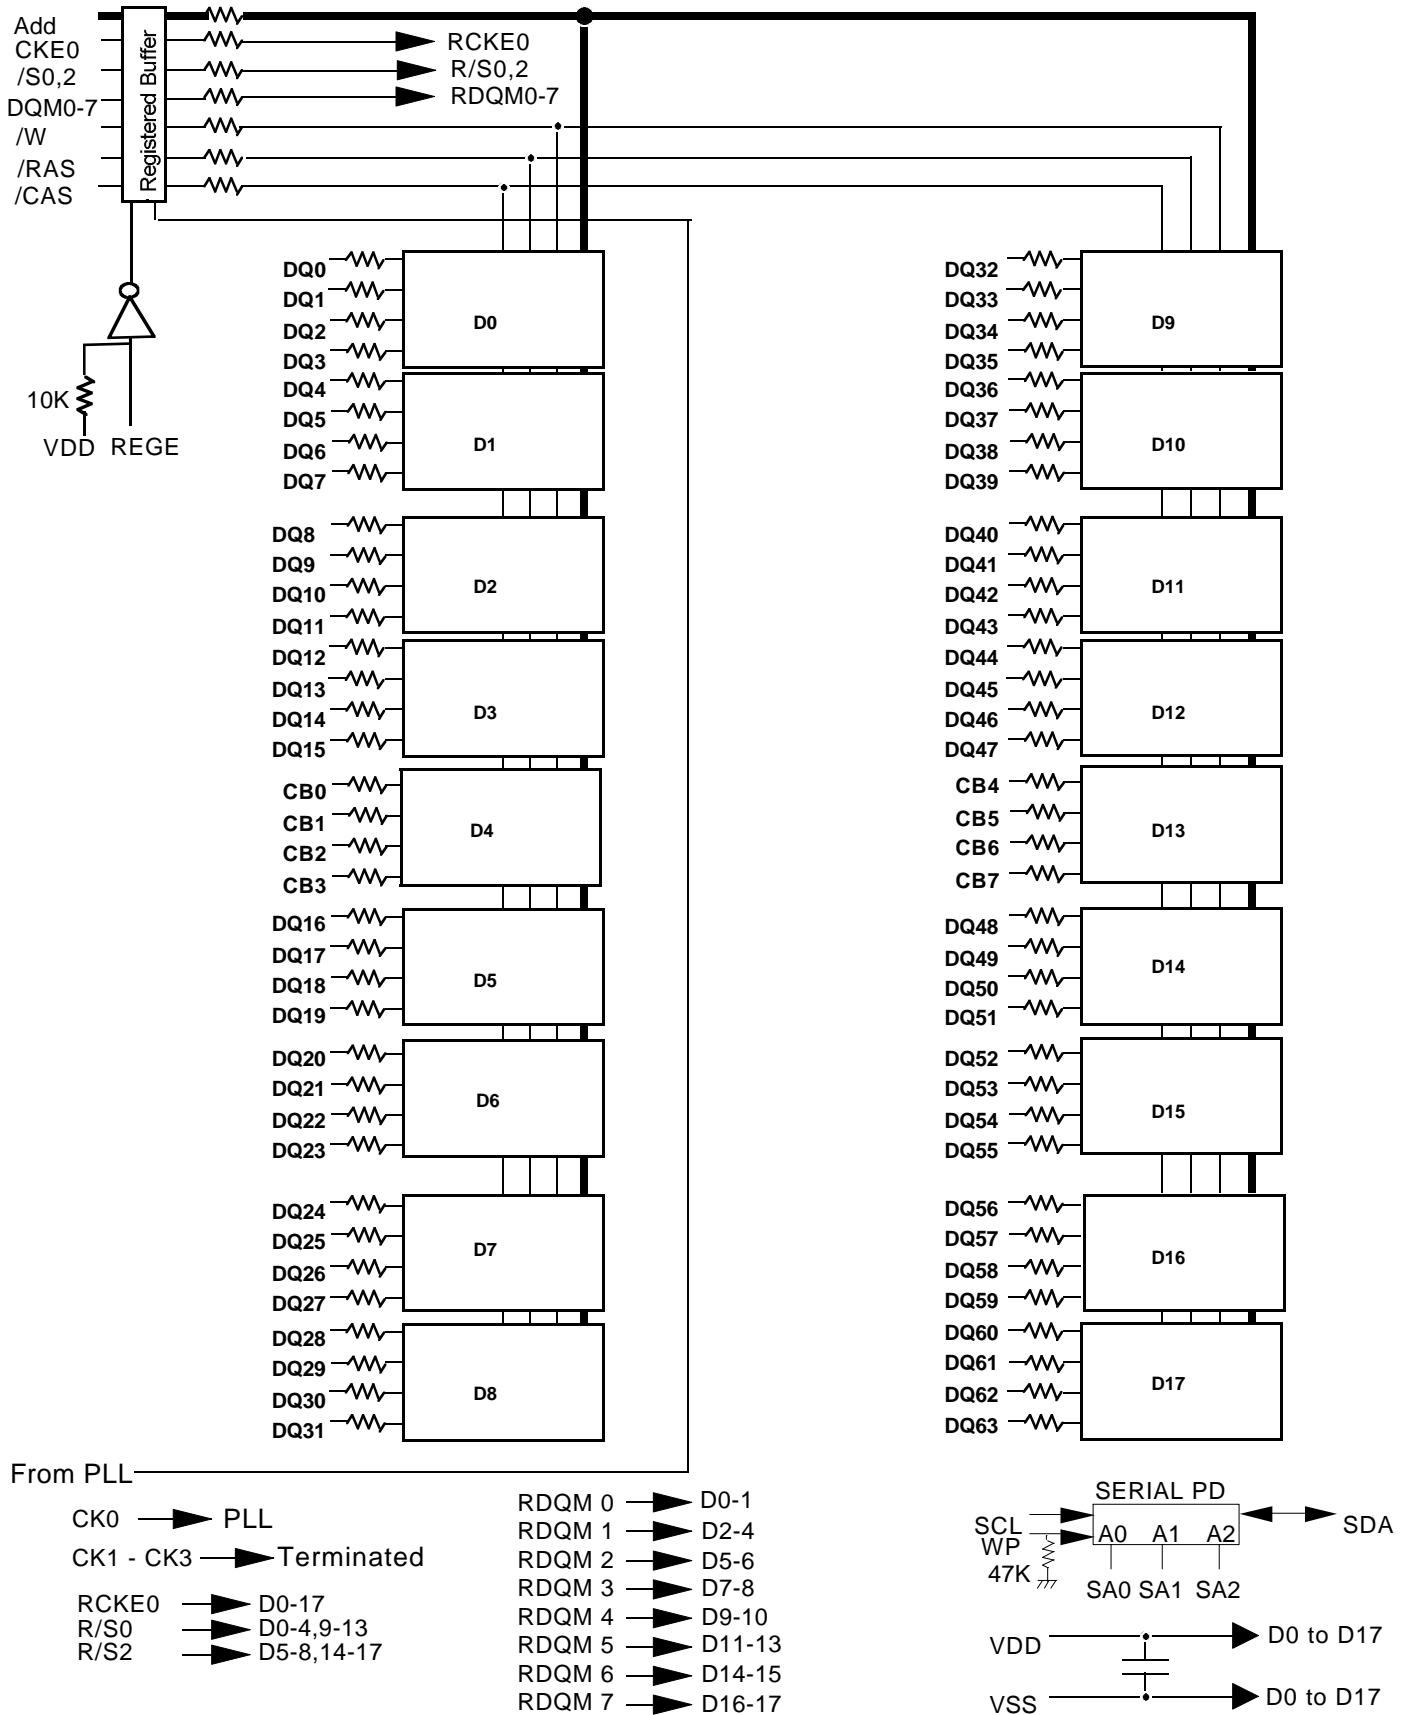 Add
CKE0
/S0,2
DQM0-7
/W
/RAS
/CAS
Registered Buffer
RCKE0
R/S0,2
RDQM0-7
10K
VDD REGE
DQ0
DQ1
DQ2
DQ3
D0
DQ4
DQ5
DQ6
DQ7
D1
DQ8
DQ9
DQ10
DQ11
D2
DQ12
DQ13
DQ14
DQ15
D3
CB0
CB1
CB2
CB3
D4
DQ16
DQ17
DQ18
DQ19
D5
DQ20
DQ21
DQ22
DQ23
D6
DQ24
DQ25
DQ26
DQ27
D7
DQ28
DQ29
DQ30
DQ31
D8
DQ32
DQ33
DQ34
DQ35
D9
DQ36
DQ37
DQ38
DQ39
D10
DQ40
DQ41
DQ42
DQ43
D11
DQ44
DQ45
DQ46
DQ47
D12
CB4
CB5
CB6
CB7
D13
DQ48
DQ49
DQ50
DQ51
D14
DQ52
DQ53
DQ54
DQ55
D15
DQ56
DQ57
DQ58
DQ59
D16
DQ60
DQ61
DQ62
DQ63
D17
From PLL
CK0 PLL
CK1 - CK3 Terminated
RCKE0 D0-17
R/S0 D0-4,9-13
R/S2 D5-8,14-17
RDQM 0 D0-1
RDQM 1 D2-4
RDQM 2 D5-6
RDQM 3 D7-8
RDQM 4 D9-10
RDQM 5 D11-13
RDQM 6 D14-15
RDQM 7 D16-17
SERIAL PD
SCL
WP
47K
A0 A1 A2
SDA
SA0 SA1 SA2
VDD D0 to D17
VSS D0 to D17